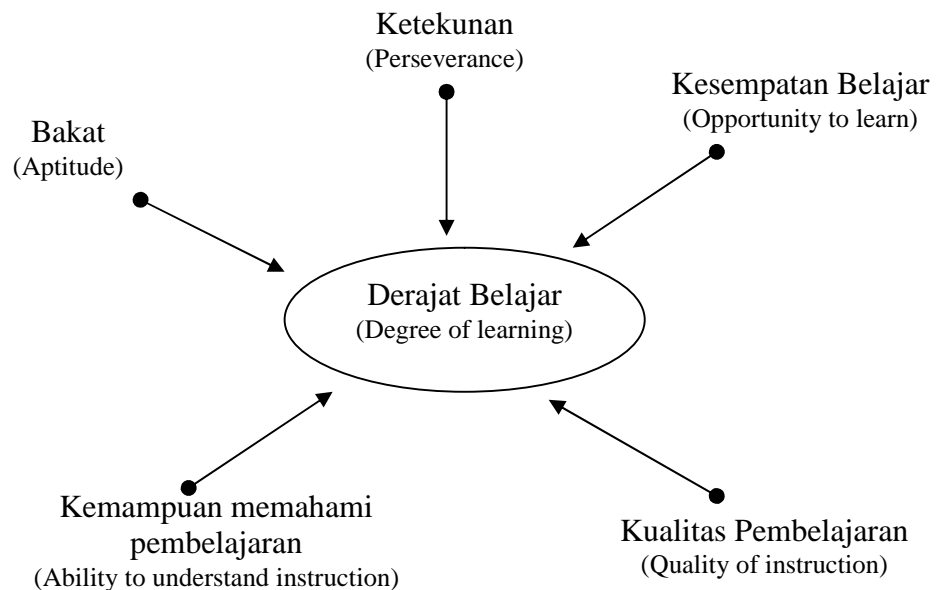 Ketekunan
(Perseverance)
Kesempatan Belajar
(Opportunity to learn)
Bakat
(Aptitude)
Derajat Belajar
(Degree of learning)
Kemampuan memahami
pembelajaran
(Ability to understand instruction)
Kualitas Pembelajaran
(Quality of instruction)